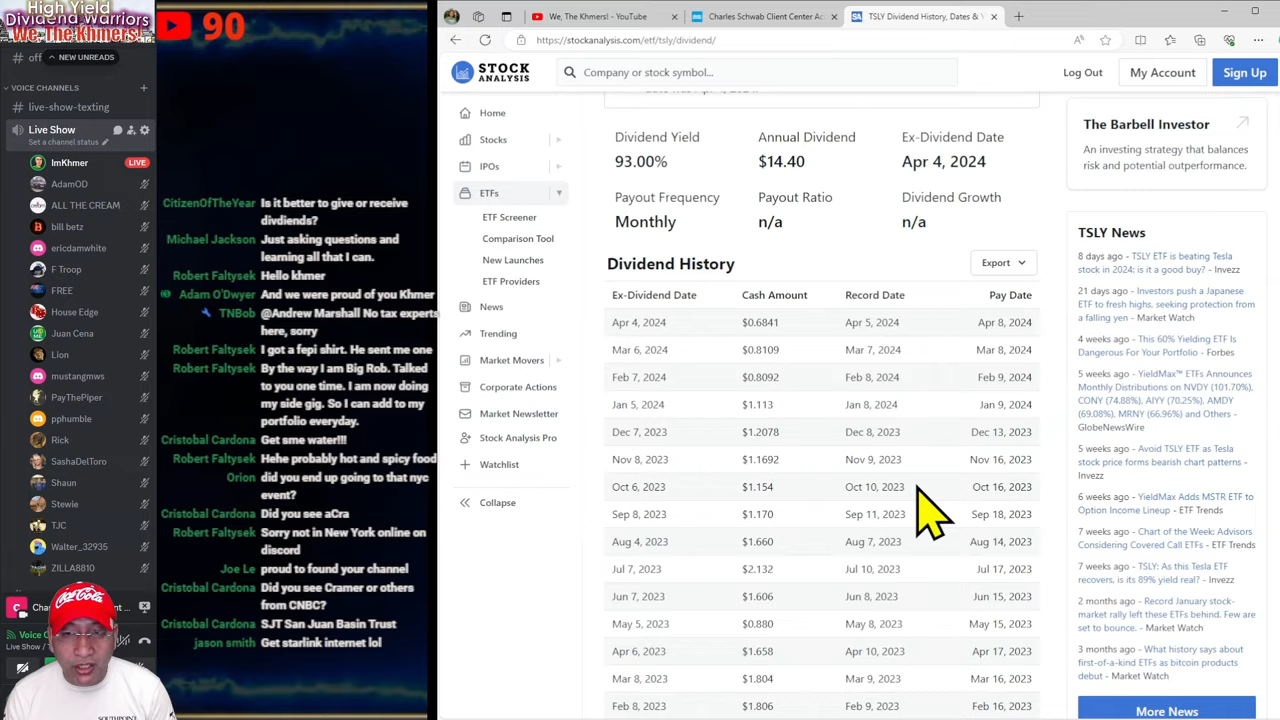 High Yield
Dividend Warriors
We, The Khmers!
# off
NEW UNREADS
VOICE CHANNELS
live-show-texting
Live Show
Set a channel status
ImKhmer
LIVE
AdamOD
ALL THE CREAM
bill betz
ericdamwhite
F Troop
FREE
House Edge
Juan Cena
Lion
mustangmws
PayThePiper
pphumble
Rick
SashaDelToro
Shaun
Stewie
TJC
Walter_32935
ZILLA8810
Voice C
Live Show /
Coca-Cola
SOUTHPOINT
90
CitizenOfTheYear Is it better to give or receive
divdiends?
Michael Jackson Just asking questions and
learning all that I can.
Robert Faltysek Hello khmer
Adam O'Dwyer And we were proud of you Khmer
TNBob @Andrew Marshall No tax experts
here, sorry
Robert Faltysek I got a fepi shirt. He sent me one
Robert Faltysek By the way I am Big Rob. Talked
to you one time. I am now doing
my side gig. So I can add to my
portfolio everyday.
Cristobal Cardona Get sme water!!!
Robert Faltysek Hehe probably hot and spicy food
Orion did you end up going to that nyc
event?
Cristobal Cardona Did you see aCra
Robert Faltysek Sorry not in New York online on
discord
Joe Le proud to found your channel
Cristobal Cardona Did you see Cramer or others
from CNBC?
Cristobal Cardona SJT San Juan Basin Trust
jason smith Get starlink internet lol
We, The Khmers! - YouTube
Charles Schwab Client Center Ac
TSLY Dividend History, Dates & Y
https://stockanalysis.com/etf/tsly/dividend/
STOCK
ANALYSIS
Company or stock symbol...
Log Out
My Account
Sign Up
Home
Stocks
IPOs
ETFs
ETF Screener
Comparison Tool
New Launches
ETF Providers
News
Trending
Market Movers
Corporate Actions
Market Newsletter
Stock Analysis Pro
Watchlist
Collapse
Dividend Yield Annual Dividend Ex-Dividend Date
93.00% $14.40 Apr 4, 2024
Payout Frequency Payout Ratio Dividend Growth
Monthly n/a n/a
Dividend History
Export
Ex-Dividend Date Cash Amount Record Date Pay Date
Apr 4, 2024 $0.6841 Apr 5, 2024 Apr 8, 2024
Mar 6, 2024 $0.8109 Mar 7, 2024 Mar 8, 2024
Feb 7, 2024 $0.8092 Feb 8, 2024 Feb 9, 2024
Jan 5, 2024 $1.113 Jan 8, 2024 Jan 9, 2024
Dec 7, 2023 $1.2078 Dec 8, 2023 Dec 13, 2023
Nov 8, 2023 $1.1692 Nov 9, 2023 Nov 16, 2023
Oct 6, 2023 $1.154 Oct 10, 2023 Oct 16, 2023
Sep 8, 2023 $1.170 Sep 11, 2023 Sep 18, 2023
Aug 4, 2023 $1.660 Aug 7, 2023 Aug 14, 2023
Jul 7, 2023 $2.132 Jul 10, 2023 Jul 17, 2023
Jun 7, 2023 $1.606 Jun 8, 2023 Jun 15, 2023
May 5, 2023 $0.880 May 8, 2023 May 15, 2023
Apr 6, 2023 $1.658 Apr 10, 2023 Apr 17, 2023
Mar 8, 2023 $1.804 Mar 9, 2023 Mar 16, 2023
Feb 8, 2023 $1.806 Feb 9, 2023 Feb 16, 2023
The Barbell Investor
An investing strategy that balances
risk and potential outperformance.
TSLY News
8 days ago - TSLY ETF is beating Tesla
stock in 2024: is it a good buy? - Invezz
21 days ago - Investors push a Japanese
ETF to fresh highs, seeking protection from
a falling yen - Market Watch
4 weeks ago - This 60% Yielding ETF Is
Dangerous For Your Portfolio - Forbes
5 weeks ago - YieldMax™ ETFs Announces
Monthly Distributions on NVDY (101.70%),
CONY (74.88%), AIYY (70.25%), AMDY
(69.08%), MRNY (66.96%) and Others -
GlobeNewsWire
5 weeks ago - Avoid TSLY ETF as Tesla
stock price forms bearish chart patterns -
Invezz
6 weeks ago - YieldMax Adds MSTR ETF to
Option Income Lineup - ETF Trends
7 weeks ago - Chart of the Week: Advisors
Considering Covered Call ETFs - ETF Trends
7 weeks ago - TSLY: As this Tesla ETF
recovers, is its 89% yield real? - Invezz
2 months ago - Record January stock-
market rally left these ETFs behind. Few are
set to bounce. - Market Watch
3 months ago - What history says about
first-of-a-kind ETFs as bitcoin products
debut - Market Watch
More News